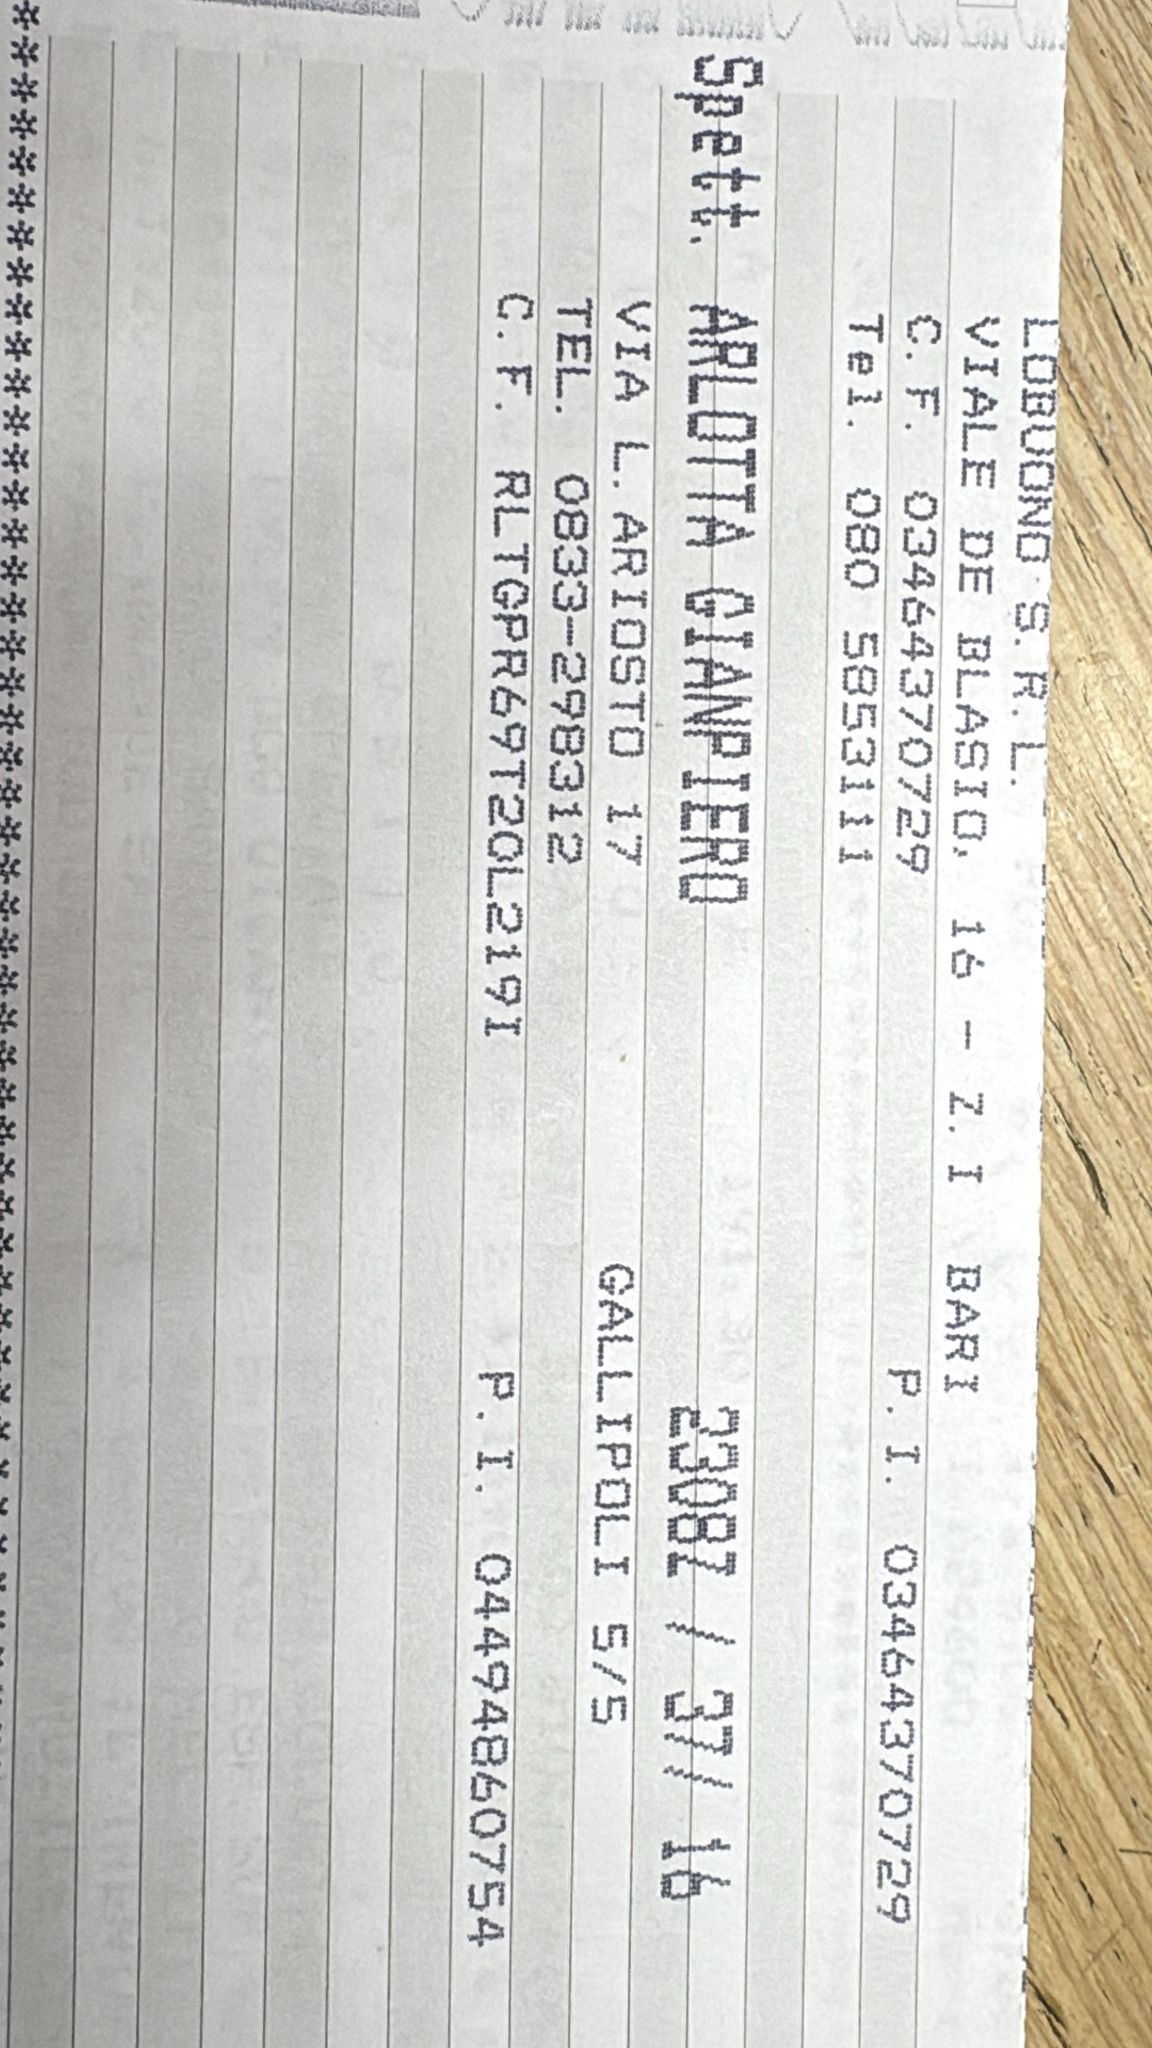 LOBUONO S.R.L.
VIALE DE BLASIO, 16 - Z.I BARI
C.F. 03464370729 P.I. 03464370729
Tel. 080 5853111
Spett. ARLOTTA GIANPIERO 2308I / 37/ 16
VIA L.ARIOSTO 17 GALLIPOLI 5/5
TEL. 0833-298312
C.F. RLTGPR69T20L219I P.I. 04494860754